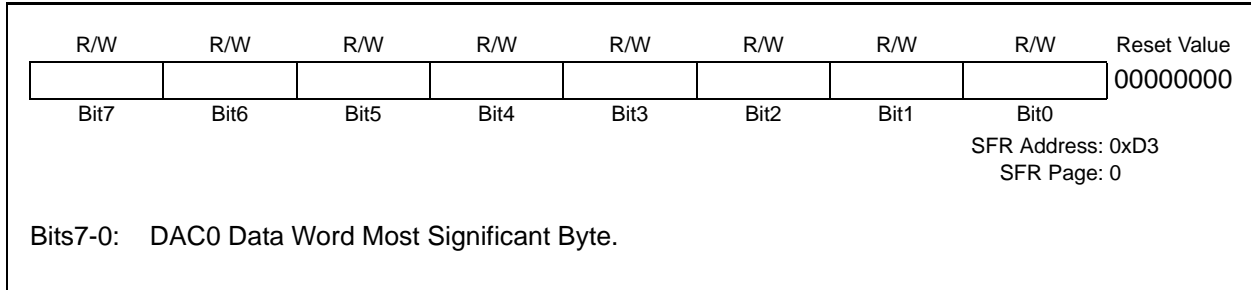 R/W R/W R/W R/W R/W R/W R/W R/W Reset Value
00000000
Bit7 Bit6 Bit5 Bit4 Bit3 Bit2 Bit1 Bit0
SFR Address: 0xD3
SFR Page: 0
Bits7-0: DAC0 Data Word Most Significant Byte.